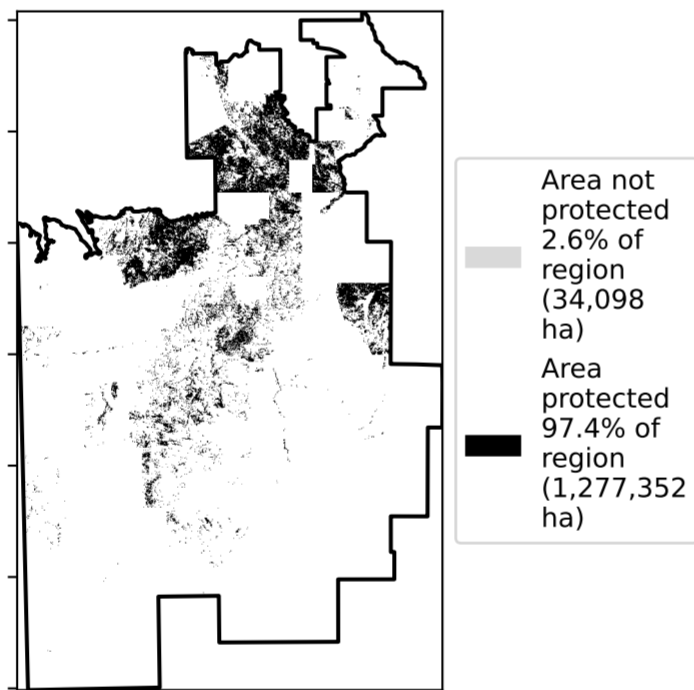 Area not
protected
2.6% of
region
(34,098
ha)
Area
protected
97.4% of
region
(1,277,352
ha)